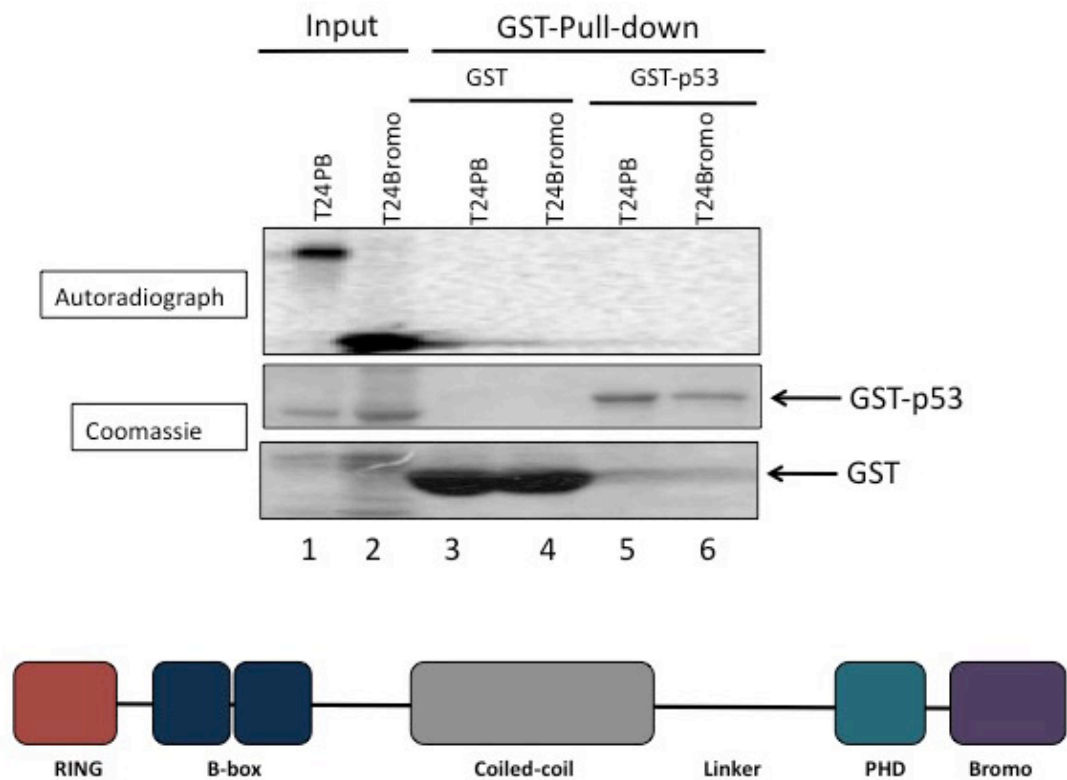 Input GST-Pull-down
GST GST-p53
T24PB T24Bromo T24PB T24Bromo T24PB T24Bromo
Autoradiograph
GST-p53
Coomassie
GST
1 2 3 4 5 6
RING B-box Coiled-coil Linker PHD Bromo